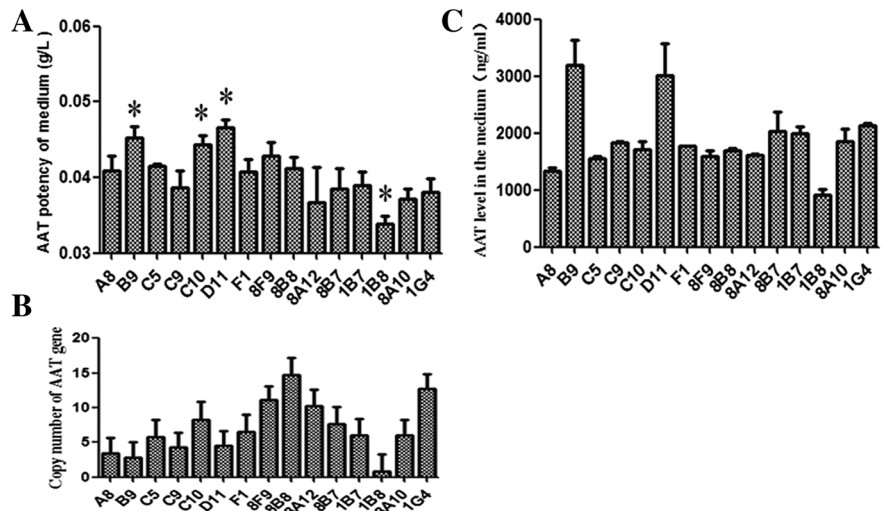 A
AAT potency of medium (g/L)
0.06
0.05
0.04
0.03
* * * *
A8 B9 C5 C9 C10 D11 F1 8F9 8B8 8A12 8B7 1B7 1B8 8A10 1G4
B
Copy number of AAT gene
20
15
10
5
0
A8 B9 C5 C9 C10 D11 F1 8F9 8B8 8A12 8B7 1B7 1B8 8A10 1G4
C
AAT level in the medium（ng/ml）
4000
3000
2000
1000
0
A8 B9 C5 C9 C10 D11 F1 8F9 8B8 8A12 8B7 1B7 1B8 8A10 1G4